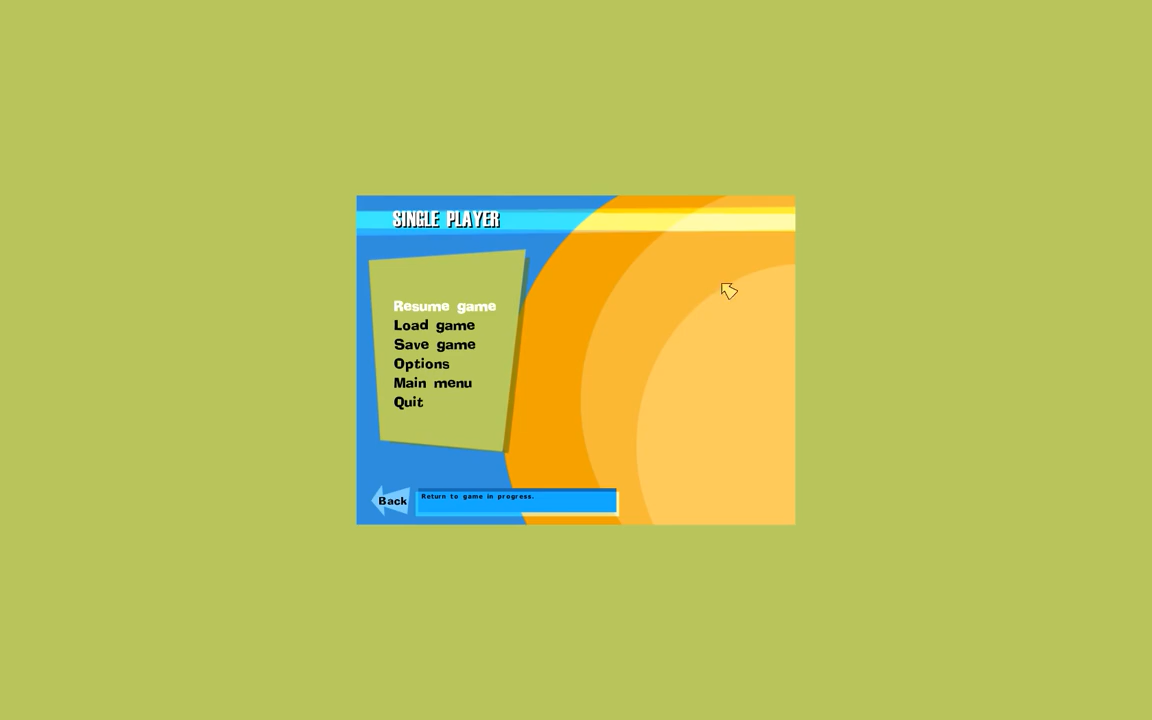 SINGLE PLAYER
Resume game
Load game
Save game
Options
Main menu
Quit
Back
Return to game in progress.